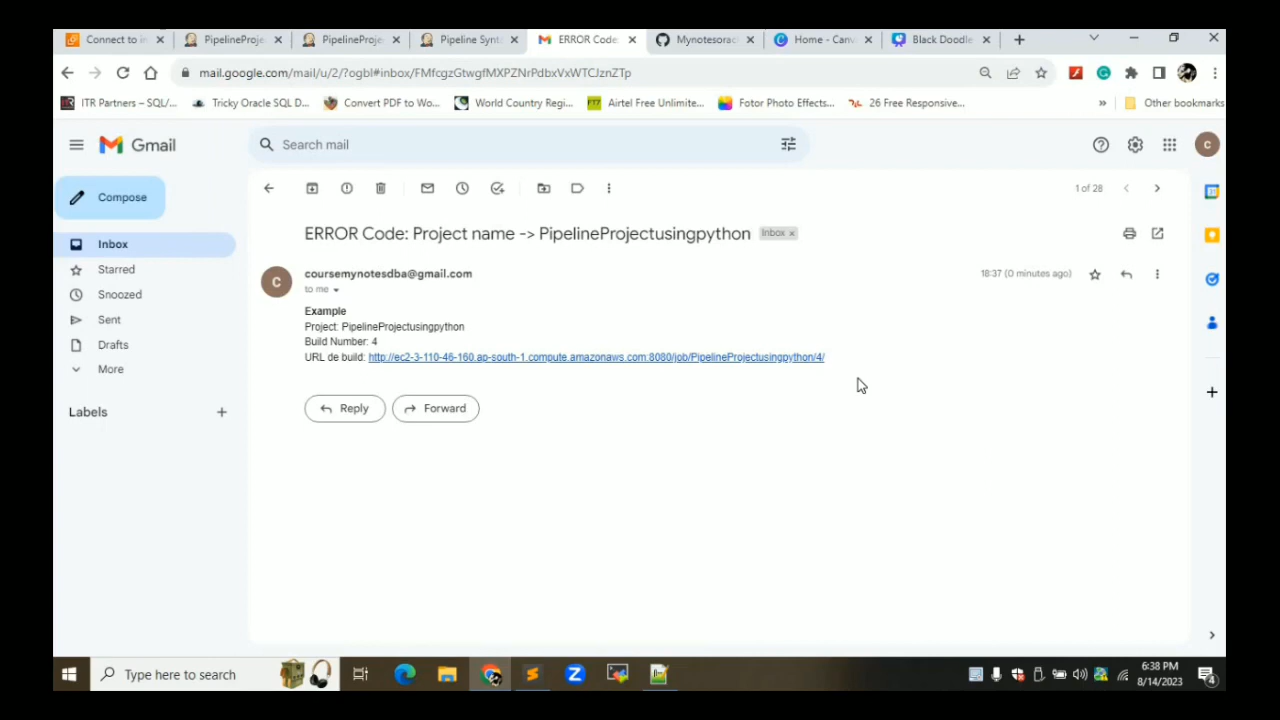 Connect to i
PipelineProje
PipelineProje
Pipeline Synt
ERROR Code:
Mynotesorac
Home - Canv
Black Doodle
mail.google.com/mail/u/2/?ogbl#inbox/FMfcgzGtwgfMXPZNrPdbxVxWTCJznZTp
ITR Partners – SQL/...
Tricky Oracle SQL D...
Convert PDF to Wo...
World Country Regi...
Airtel Free Unlimite...
Fotor Photo Effects...
26 Free Responsive...
»
Other bookmarks
Gmail
Search mail
C
Compose
1 of 28
Inbox
Starred
Snoozed
Sent
Drafts
More
Labels
ERROR Code: Project name -> PipelineProjectusingpython
Inbox ×
C
coursemynotesdba@gmail.com
18:37 (0 minutes ago)
to me
Example
Project: PipelineProjectusingpython
Build Number: 4
URL de build: http://ec2-3-110-46-160.ap-south-1.compute.amazonaws.com:8080/job/PipelineProjectusingpython/4/
Reply
Forward
Type here to search
6:38 PM
8/14/2023
4